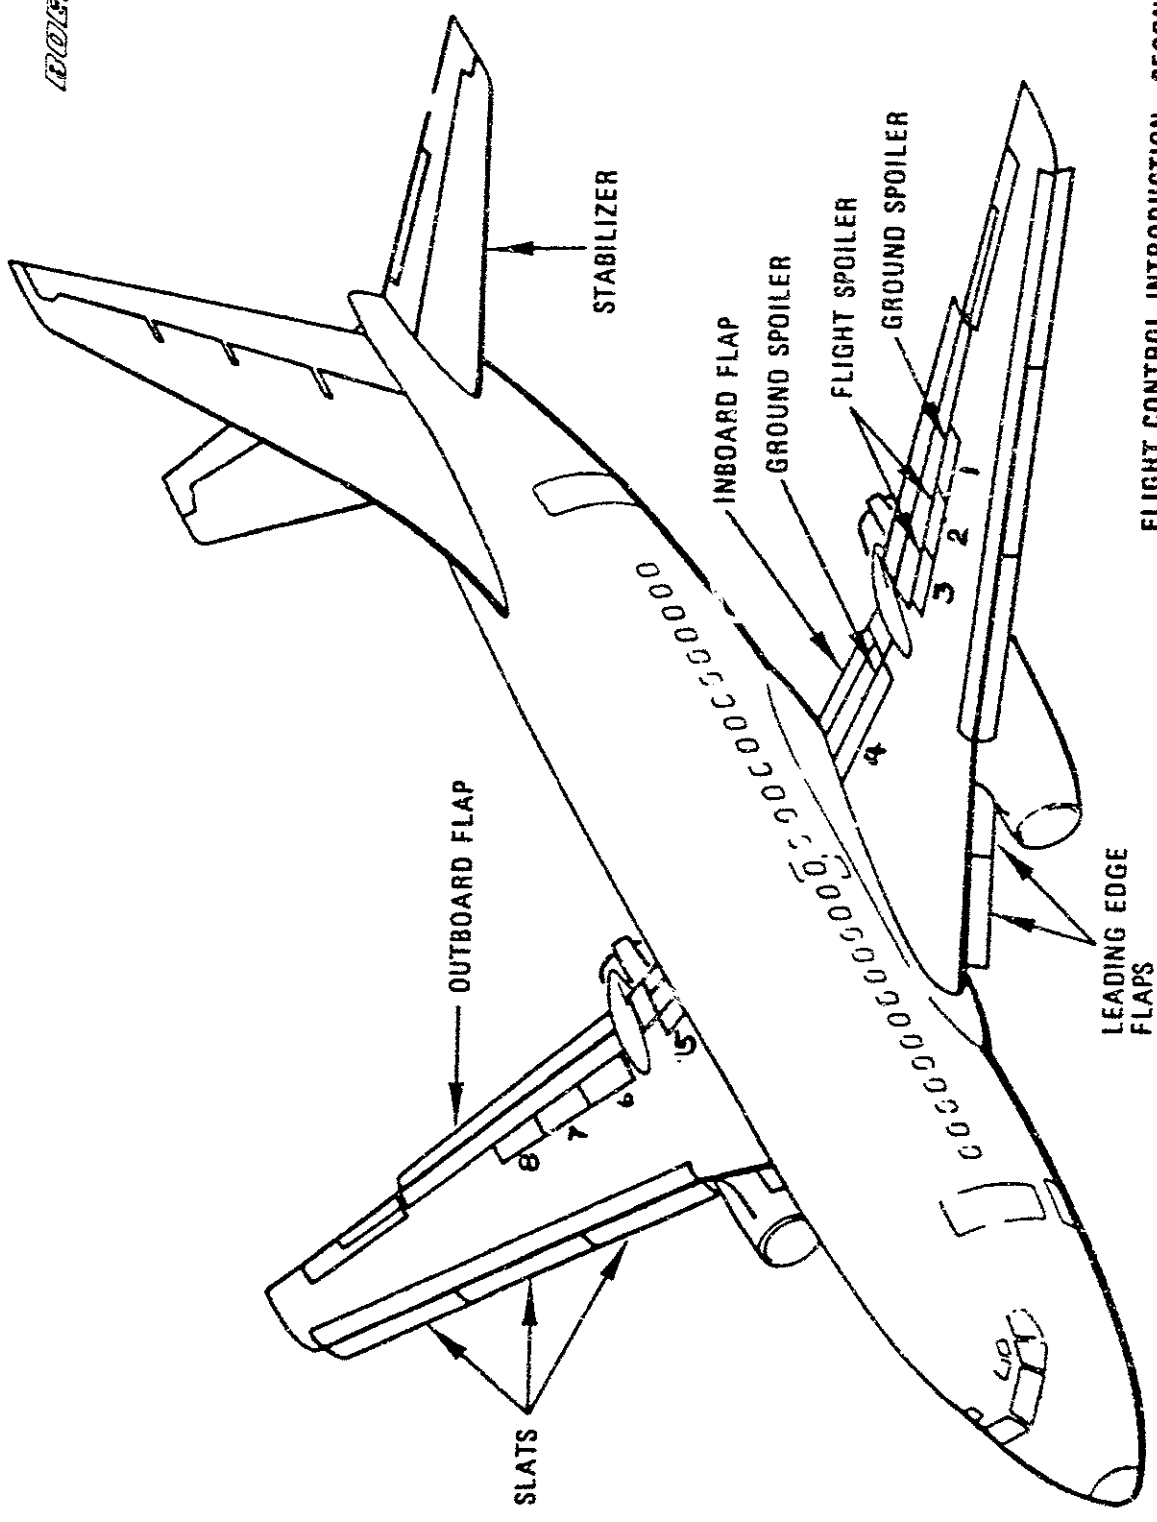 OUTBOARD FLAP
SLATS
8
7
STABILIZER
6
5
INBOARD FLAP
GROUND SPOILER
FLIGHT SPOILER
4
GROUND SPOILER
3
2
1
LEADING EDGE
FLAPS
FLIGHT CONTROL INTRODUCTION